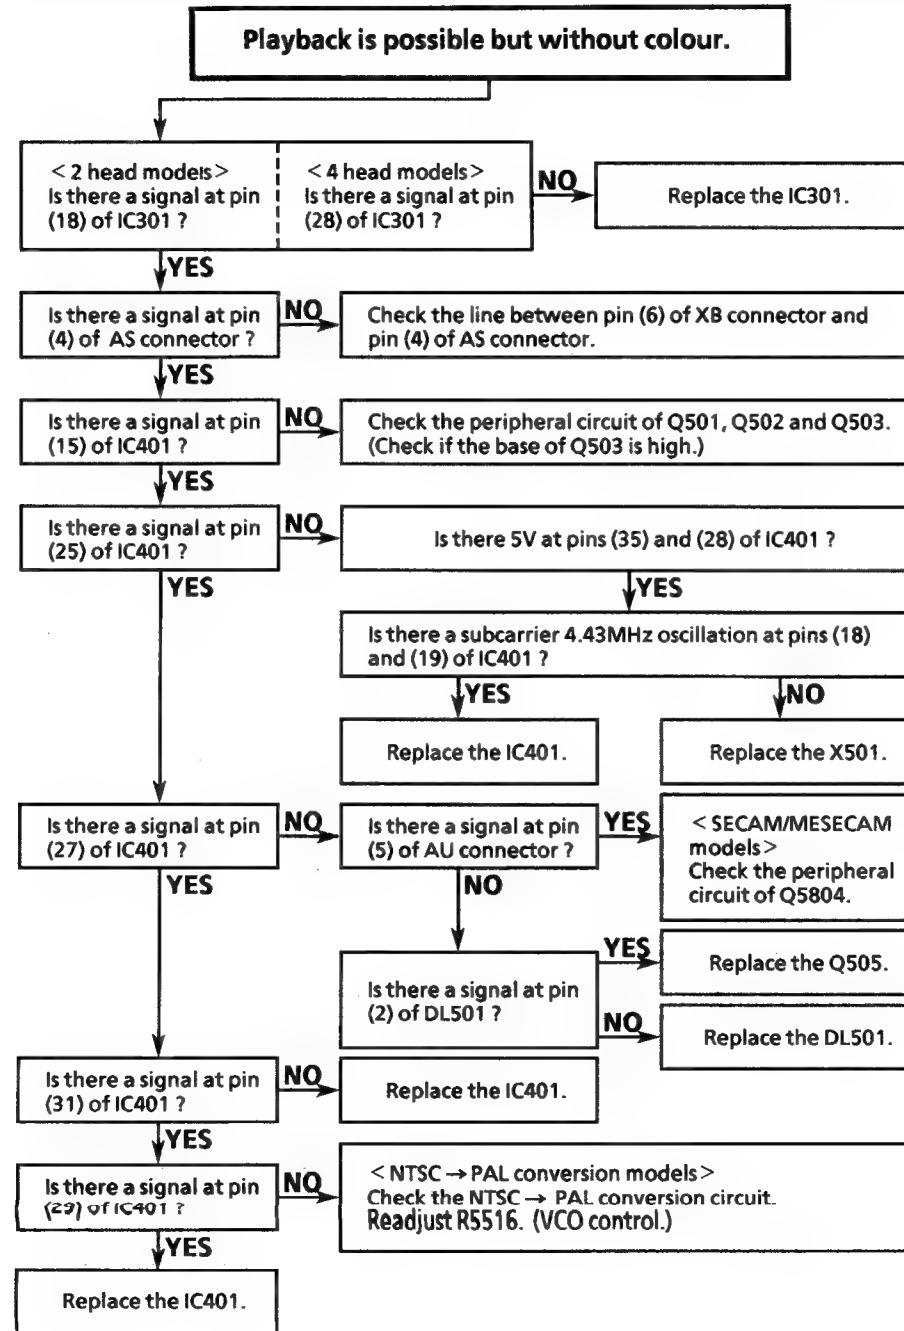 Playback is possible but without colour.
< 2 head models >
Is there a signal at pin
(18) of IC301 ?
< 4 head models >
Is there a signal at pin
(28) of IC301 ?
NO
Replace the IC301.
YES
Is there a signal at pin
(4) of AS connector ?
NO
Check the line between pin (6) of XB connector and
pin (4) of AS connector.
YES
Is there a signal at pin
(15) of IC401 ?
NO
Check the peripheral circuit of Q501, Q502 and Q503.
(Check if the base of Q503 is high.)
YES
Is there a signal at pin
(25) of IC401 ?
NO
Is there 5V at pins (35) and (28) of IC401 ?
YES
YES
Is there a subcarrier 4.43MHz oscillation at pins (18)
and (19) of IC401 ?
YES
NO
Replace the IC401.
Replace the X501.
Is there a signal at pin
(27) of IC401 ?
NO
Is there a signal at pin
(5) of AU connector ?
YES
< SECAM/MESECAM
models >
Check the peripheral
circuit of Q5804.
YES
NO
Is there a signal at pin
(2) of DL501 ?
YES
Replace the Q505.
NO
Replace the DL501.
Is there a signal at pin
(31) of IC401 ?
NO
Replace the IC401.
YES
Is there a signal at pin
(29) of IC401 ?
NO
< NTSC → PAL conversion models >
Check the NTSC → PAL conversion circuit.
Readjust R5516. (VCO control.)
YES
Replace the IC401.